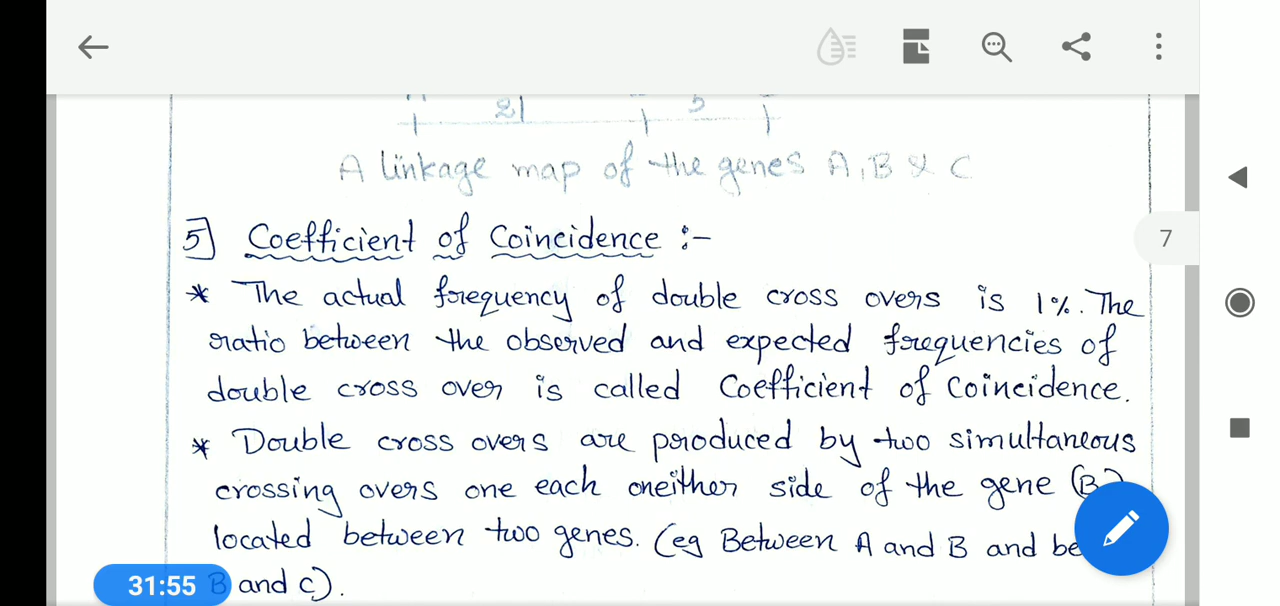 21 5
A linkage map of the genes A, B & C
5] Coefficient of Coincidence :-
7
* The actual frequency of double cross overs is 1%. The
ratio between the observed and expected frequencies of
double cross over is called Coefficient of Coincidence.
* Double cross overs are produced by two simultaneous
crossing overs one each oneither side of the gene (B)
located between two genes. (eg Between A and B and be
31:55 B and C).